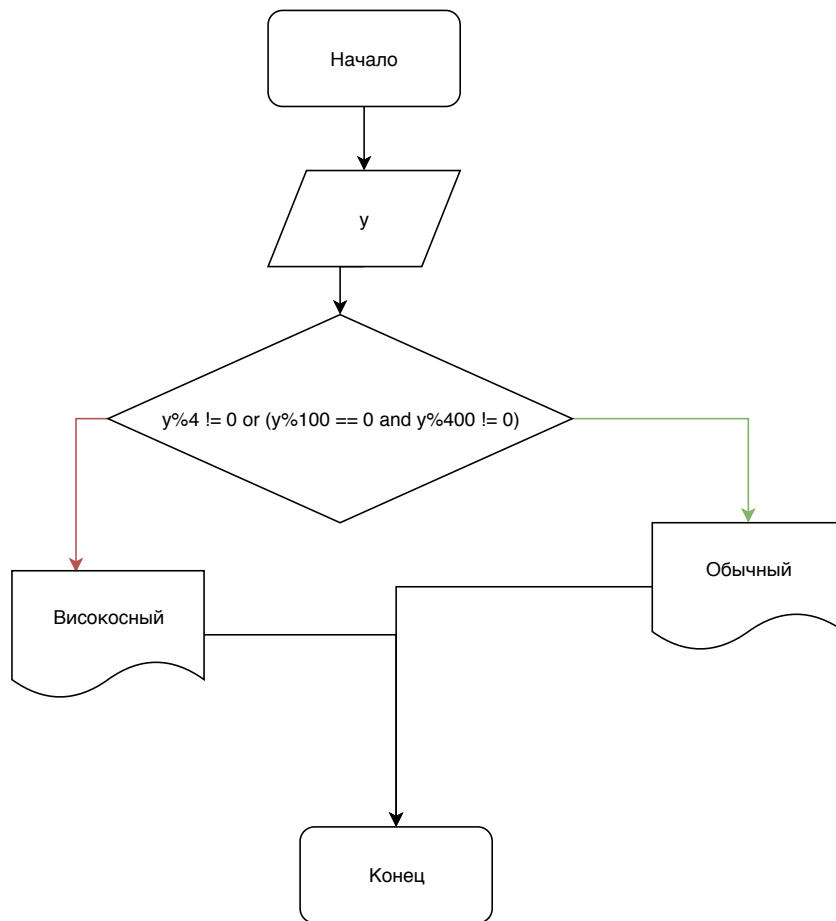 Начало
y
y%4 != 0 or (y%100 == 0 and y%400 != 0)
Обычный
Високосный
Конец